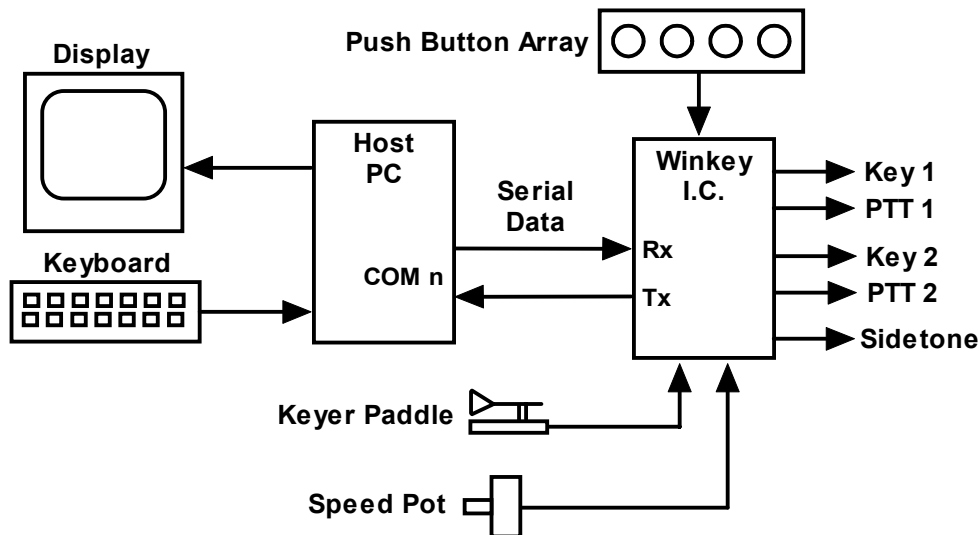 Push Button Array
Display
Host
PC
Winkey
I.C.
Key 1
PTT 1
Serial
Data
Rx
Key 2
Keyboard
COM n
Tx
PTT 2
Sidetone
Keyer Paddle
Speed Pot